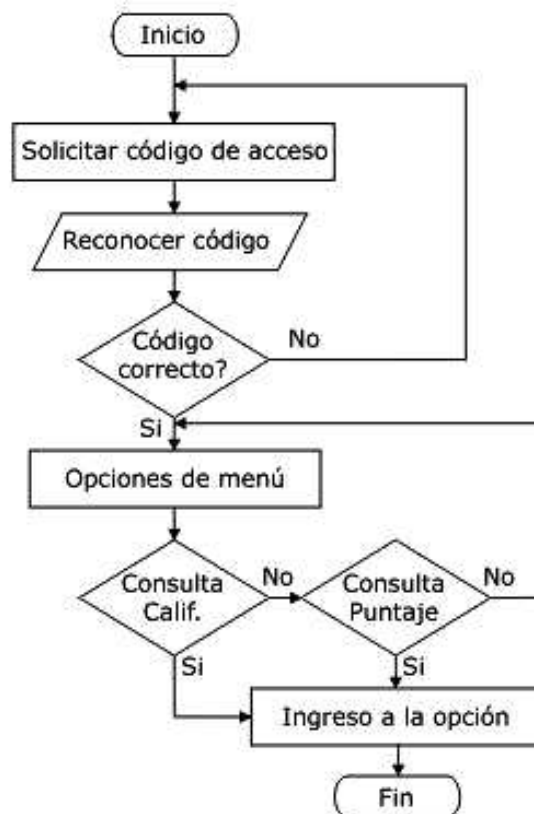 Inicio
Solicitar código de acceso
Reconocer código
Código
correcto?
No
Si
Opciones de menú
Consulta
Calif.
No
Consulta
Puntaje
No
Si
Si
Ingreso a la opción
Fin